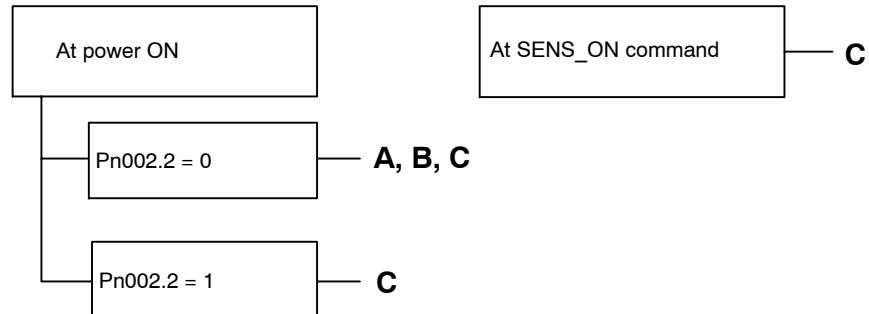 At power ON
At SENS_ON command
C
Pn002.2 = 0
A, B, C
Pn002.2 = 1
C